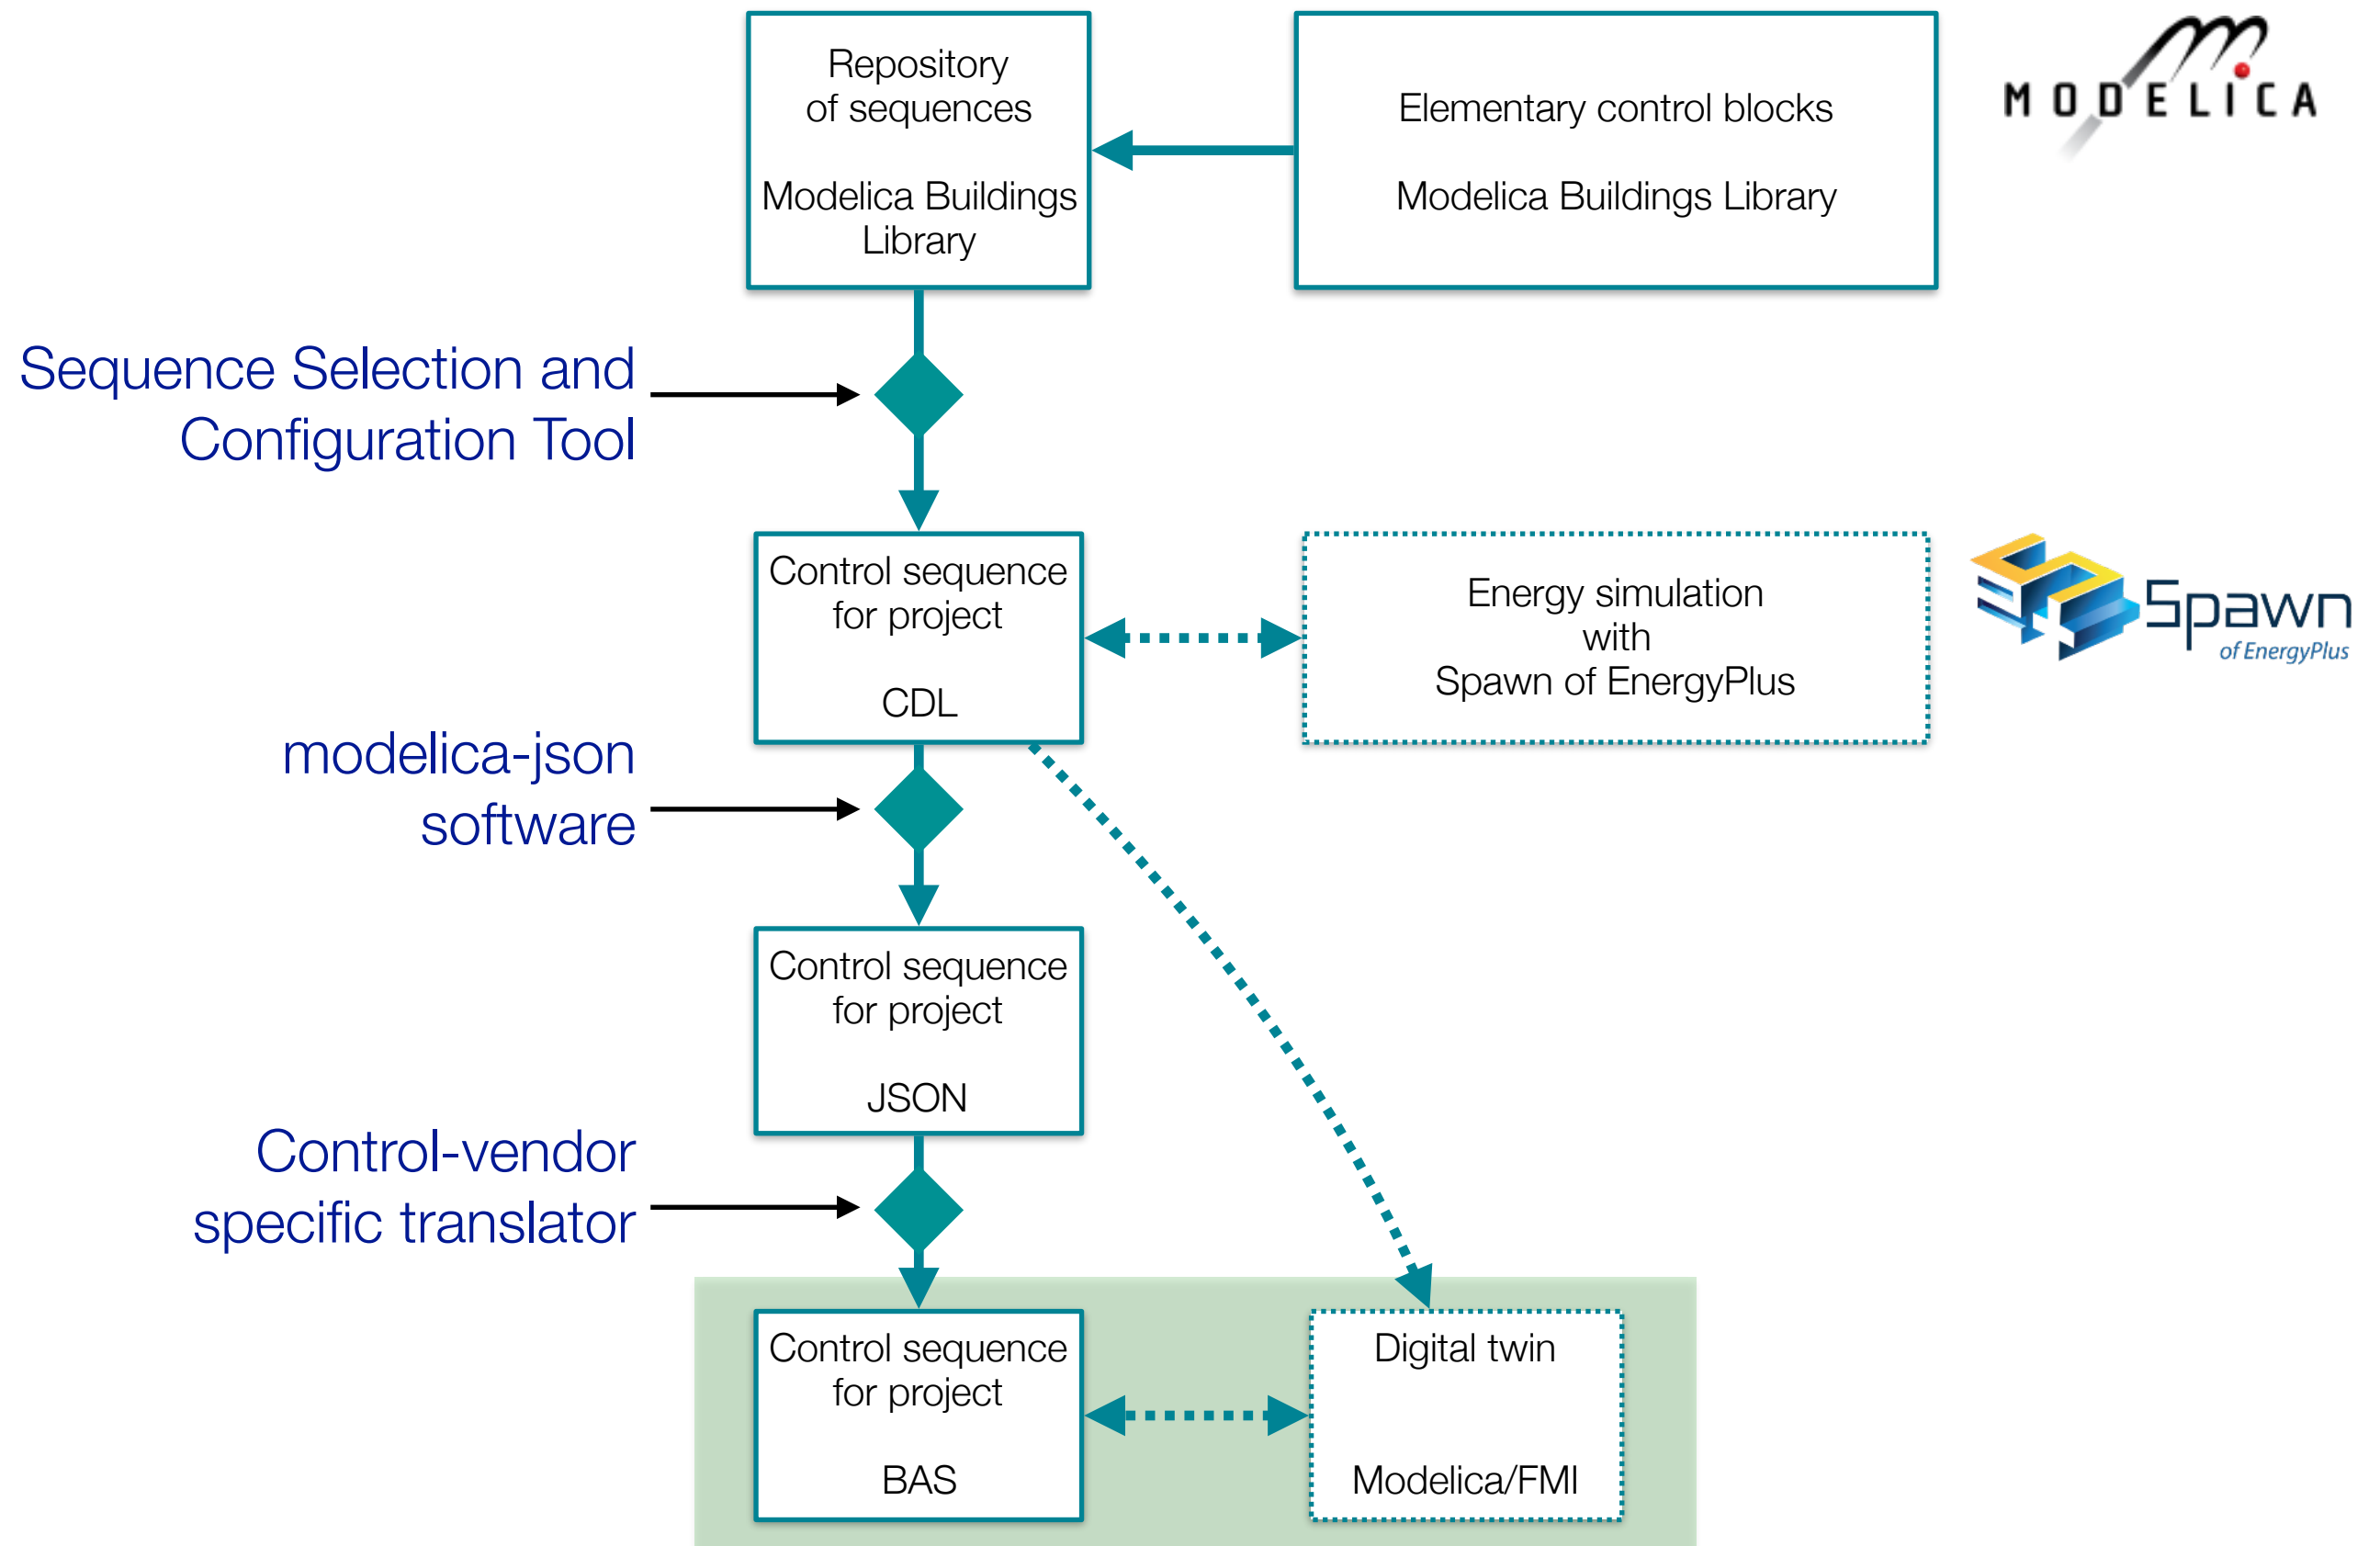 Repository
of sequences
Modelica Buildings
Library
Elementary control blocks
Modelica Buildings Library
MODELICA
Sequence Selection and
Configuration Tool
Control sequence
for project
CDL
Energy simulation
with
Spawn of EnergyPlus
Spawn
of EnergyPlus
modelica-json
software
Control sequence
for project
JSON
Control-vendor
specific translator
Control sequence
for project
BAS
Digital twin
Modelica/FMI